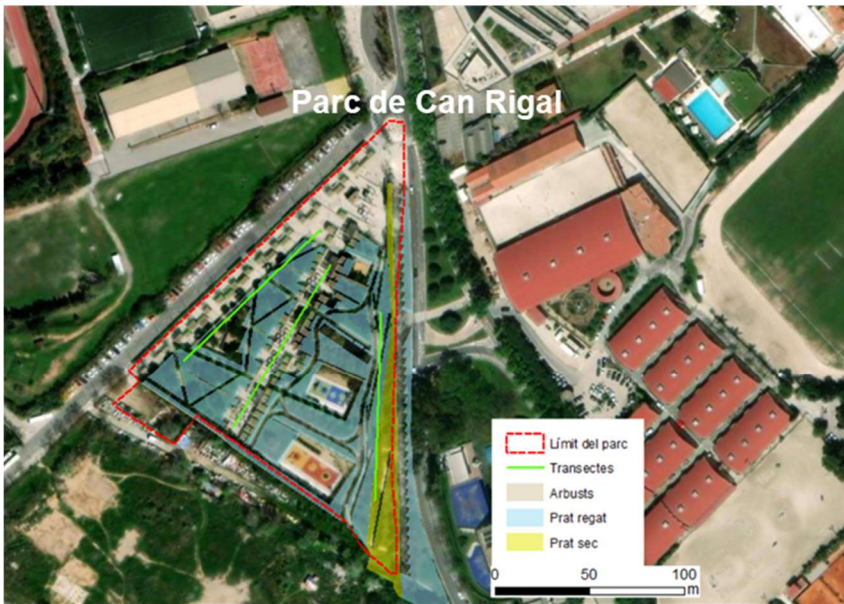 Parc de Can Rigal
Límit del parc
Transectes
Arbusts
Prat regat
Prat sec
0 50 100
m